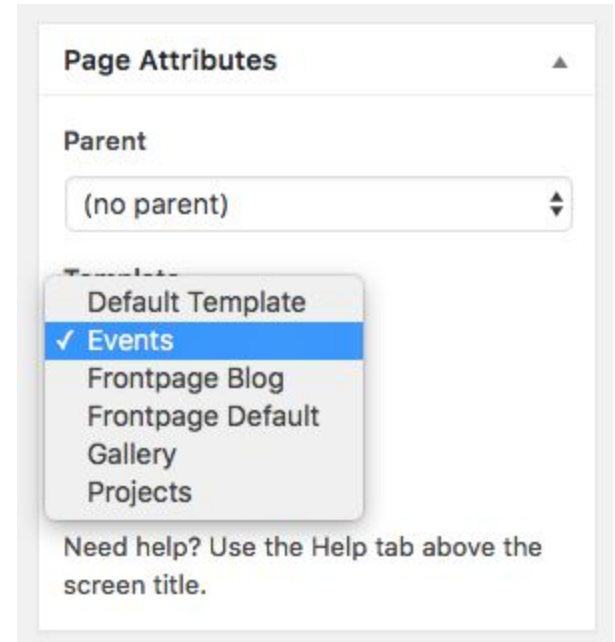 Page Attributes
Parent
(no parent)
Template
Default Template
✓ Events
Frontpage Blog
Frontpage Default
Gallery
Projects
Need help? Use the Help tab above the
screen title.